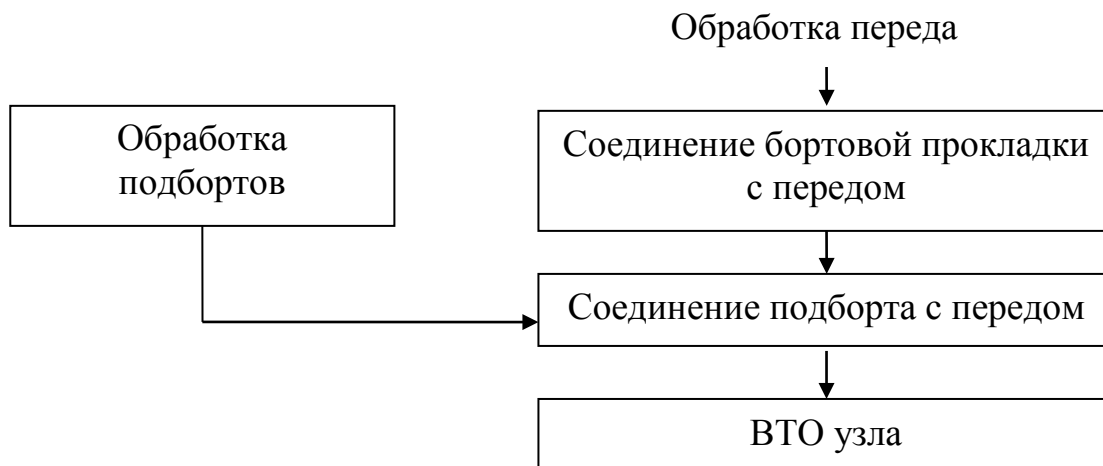 Обработка переда
Обработка
подбортов
Соединение бортовой прокладки
с передом
Соединение подборта с передом
ВТО узла